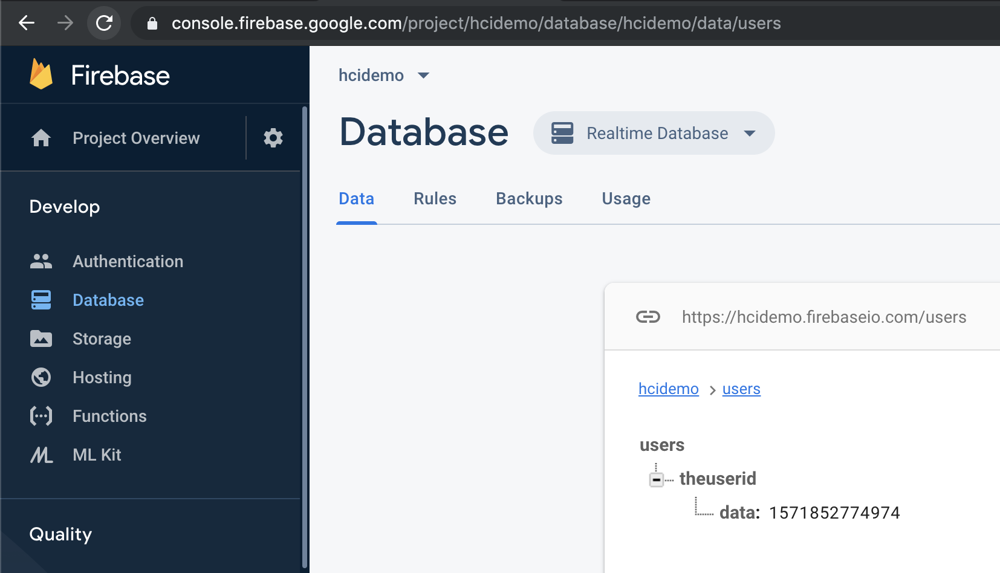 console.firebase.google.com/project/hcidemo/database/hcidemo/data/users
Firebase
Project Overview
Develop
Authentication
Database
Storage
Hosting
Functions
ML Kit
Quality
hcidemo
Database
Realtime Database
Data Rules Backups Usage
https://hcidemo.firebaseio.com/users
hcidemo > users
users
theuserid
data: 1571852774974